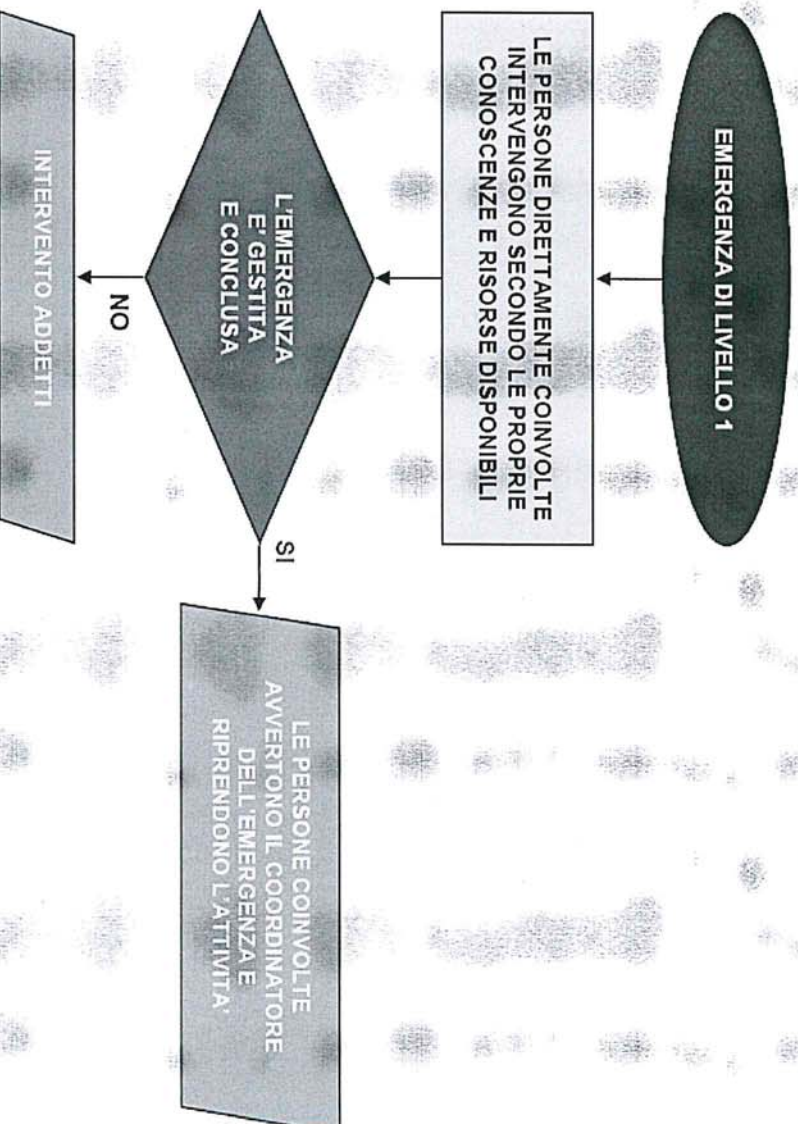 EMERGENZA DI LIVELLO 1
LE PERSONE DIRETTAMENTE COINVOLTE
INTERVENGONO SECONDO LE PROPRIE
CONOSCENZE E RISORSE DISPONIBILI
L'EMERGENZA
E' GESTITA
E CONCLUSA
SI
LE PERSONE COINVOLTE
AVVERTONO IL COORDINATORE
DELL'EMERGENZA E
RIPRENDONO L'ATTIVITA'
NO
INTERVENTO ADDETTI